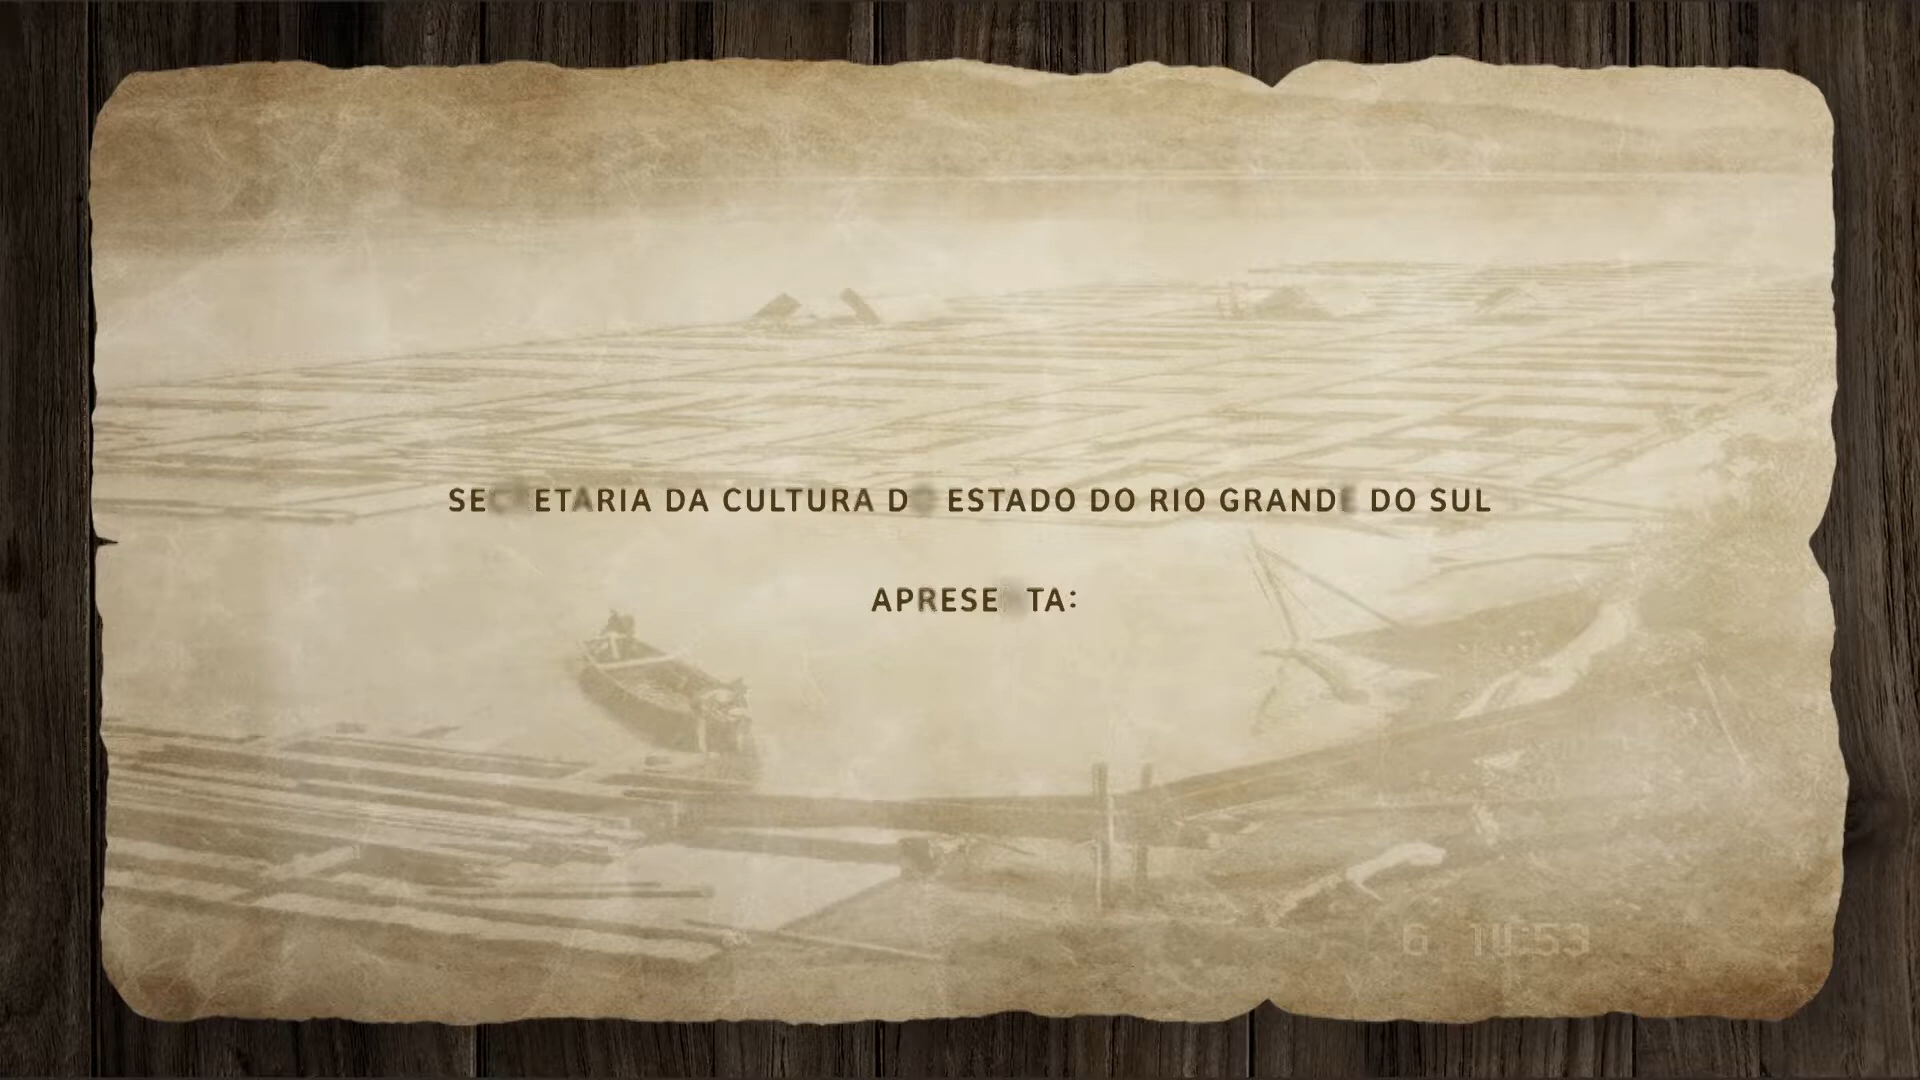 SECRETARIA DA CULTURA DO ESTADO DO RIO GRANDE DO SUL
APRESENTA: